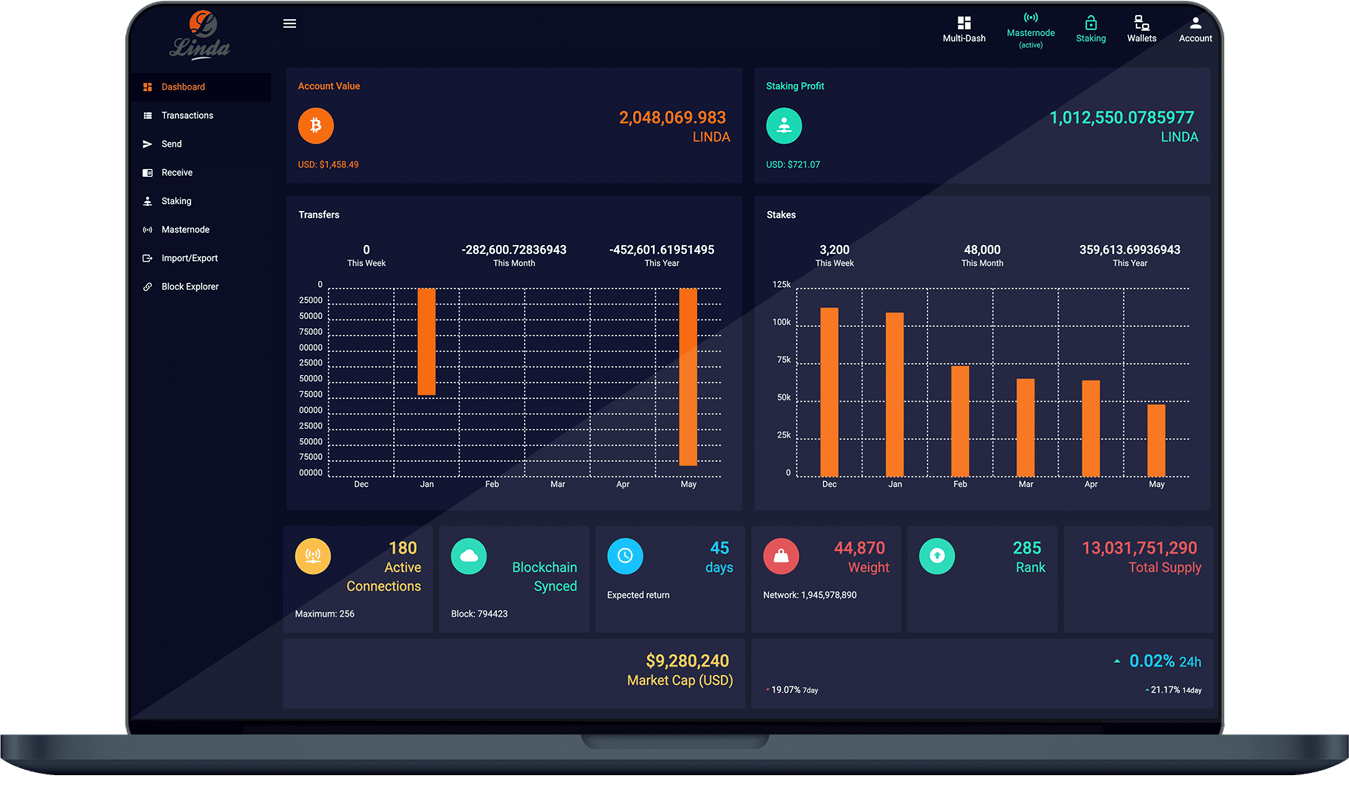 Linda
Multi-Dash
Masternode
(active)
Staking
Wallets
Account
Dashboard
Transactions
Send
Receive
Staking
Masternode
Import/Export
Block Explorer
Account Value
2,048,069.983
LINDA
USD: $1,458.49
Staking Profit
1,012,550.0785977
LINDA
USD: $721.07
Transfers
0
This Week
-282,600.72836943
This Month
-452,601.61951495
This Year
0
25000
50000
75000
00000
25000
50000
75000
00000
25000
50000
75000
00000
Dec Jan Feb Mar Apr May
Stakes
3,200
This Week
48,000
This Month
359,613.69936943
This Year
125k
100k
75k
50k
25k
0
Dec Jan Feb Mar Apr May
180
Active
Connections
Maximum: 256
Blockchain
Synced
Block: 794423
45
days
Expected return
44,870
Weight
Network: 1,945,978,890
285
Rank
13,031,751,290
Total Supply
$9,280,240
Market Cap (USD)
0.02% 24h
- 19.07% 7day
- 21.17% 14day